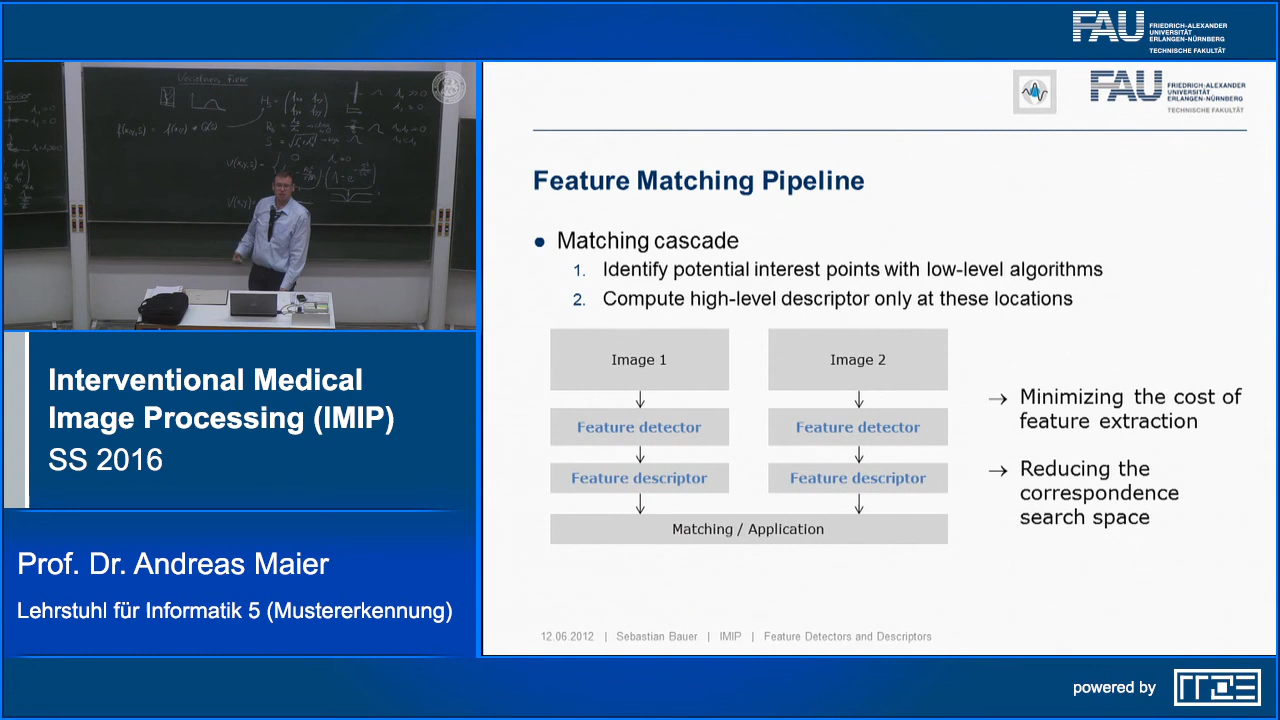 FAU
FRIEDRICH-ALEXANDER
UNIVERSITÄT
ERLANGEN-NÜRNBERG
TECHNISCHE FAKULTÄT
FAU
FRIEDRICH-ALEXANDER
UNIVERSITÄT
ERLANGEN-NÜRNBERG
TECHNISCHE FAKULTÄT
Feature Matching Pipeline
● Matching cascade
1. Identify potential interest points with low-level algorithms
2. Compute high-level descriptor only at these locations
Image 1
Image 2
Feature detector
Feature detector
Feature descriptor
Feature descriptor
Matching / Application
→ Minimizing the cost of
feature extraction
→ Reducing the
correspondence
search space
12.06.2012 | Sebastian Bauer | IMIP | Feature Detectors and Descriptors
Interventional Medical
Image Processing (IMIP)
SS 2016
Prof. Dr. Andreas Maier
Lehrstuhl für Informatik 5 (Mustererkennung)
powered by